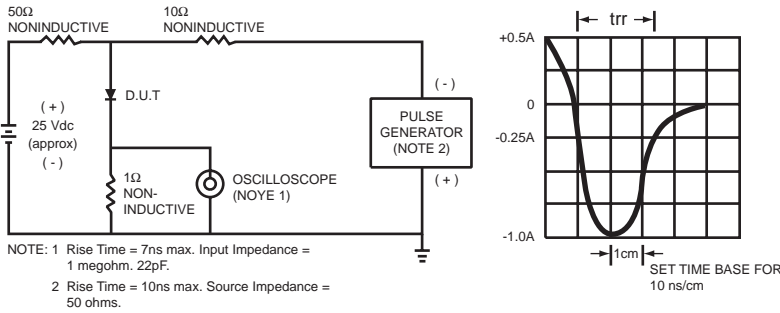 50Ω
NONINDUCTIVE
10Ω
NONINDUCTIVE
( + )
25 Vdc
(approx)
( - )
D.U.T
1Ω
NON-
INDUCTIVE
OSCILLOSCOPE
(NOYE 1)
( - )
PULSE
GENERATOR
(NOTE 2)
( + )
NOTE: 1 Rise Time = 7ns max. Input Impedance =
1 megohm. 22pF.
2 Rise Time = 10ns max. Source Impedance =
50 ohms.
trr
+0.5A
0
-0.25A
-1.0A
1cm
SET TIME BASE FOR
10 ns/cm